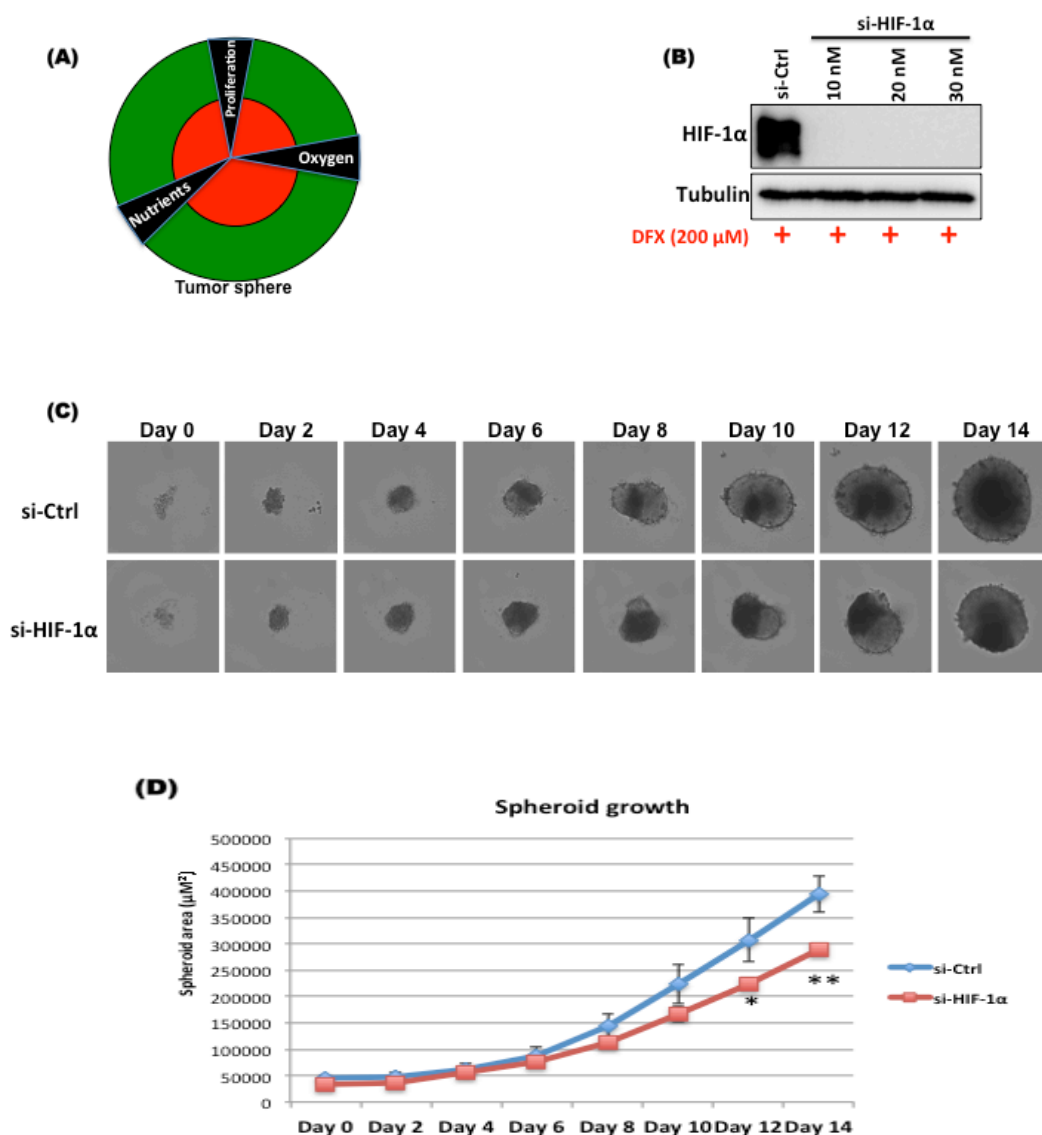 (A)
Proliferation
Oxygen
Nutrients
Tumor sphere
(B)
si-HIF-1α
si-Ctrl
10 nM
20 nM
30 nM
HIF-1α
Tubulin
DFX (200 μM) + + + +
(C)
Day 0 Day 2 Day 4 Day 6 Day 8 Day 10 Day 12 Day 14
si-Ctrl
si-HIF-1α
(D)
Spheroid growth
Spheroid area (μM²)
500000
450000
400000
350000
300000
250000
200000
150000
100000
50000
0
si-Ctrl
si-HIF-1α
*
**
Day 0 Day 2 Day 4 Day 6 Day 8 Day 10 Day 12 Day 14